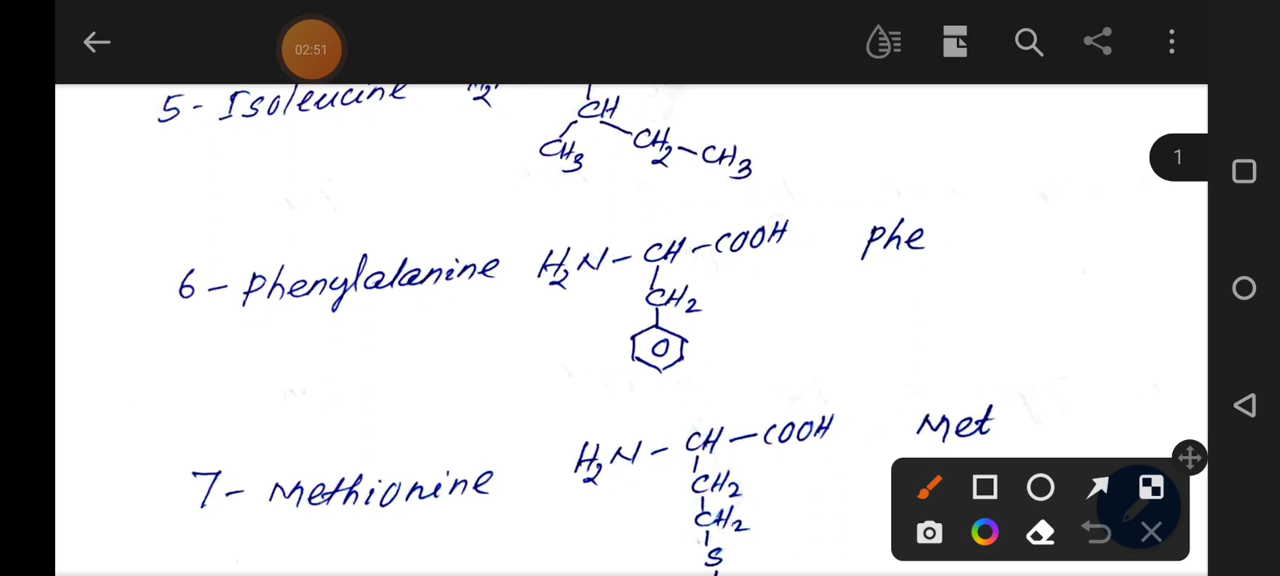 02:51
1
5- Isoleucine
CH
CH3 CH2-CH3
6- Phenylalanine H2N-CH-COOH Phe
CH2
7- Methionine H2N-CH-COOH Met
CH2
CH2
S